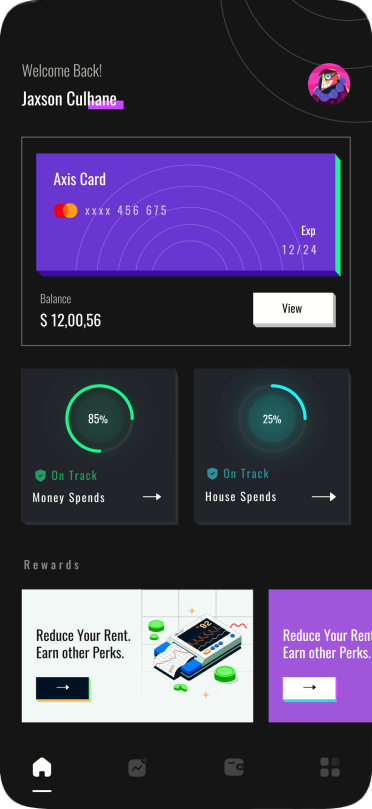 Welcome Back!
Jaxson Culhane
Axis Card
xxxx 456 675
Exp
12/24
Balance
$ 12,00,56
View
85%
25%
On Track
Money Spends
On Track
House Spends
Rewards
Reduce Your Rent.
Earn other Perks.
92
Reduce Your Rent
Earn other Perks.